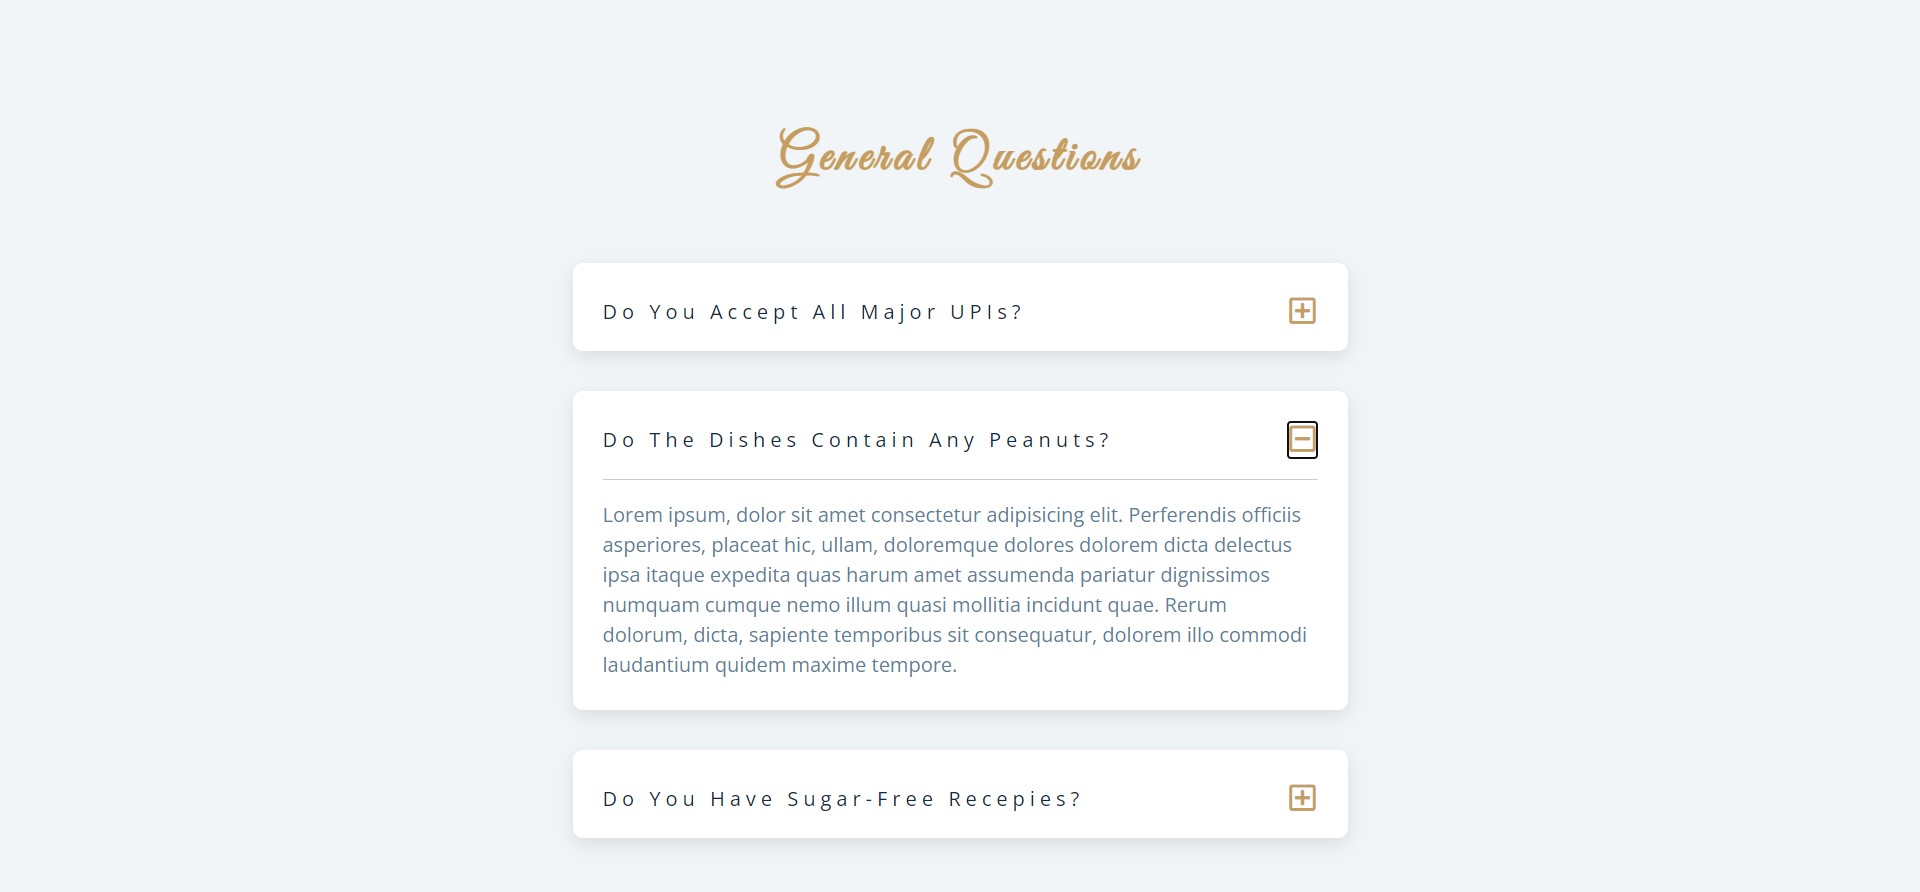 General Questions
Do You Accept All Major UPIs?
Do The Dishes Contain Any Peanuts?
Lorem ipsum, dolor sit amet consectetur adipisicing elit. Perferendis officiis
asperiores, placeat hic, ullam, doloremque dolores dolorem dicta delectus
ipsa itaque expedita quas harum amet assumenda pariatur dignissimos
numquam cumque nemo illum quasi mollitia incidunt quae. Rerum
dolorum, dicta, sapiente temporibus sit consequatur, dolorem illo commodi
laudantium quidem maxime tempore.
Do You Have Sugar-Free Recepies?